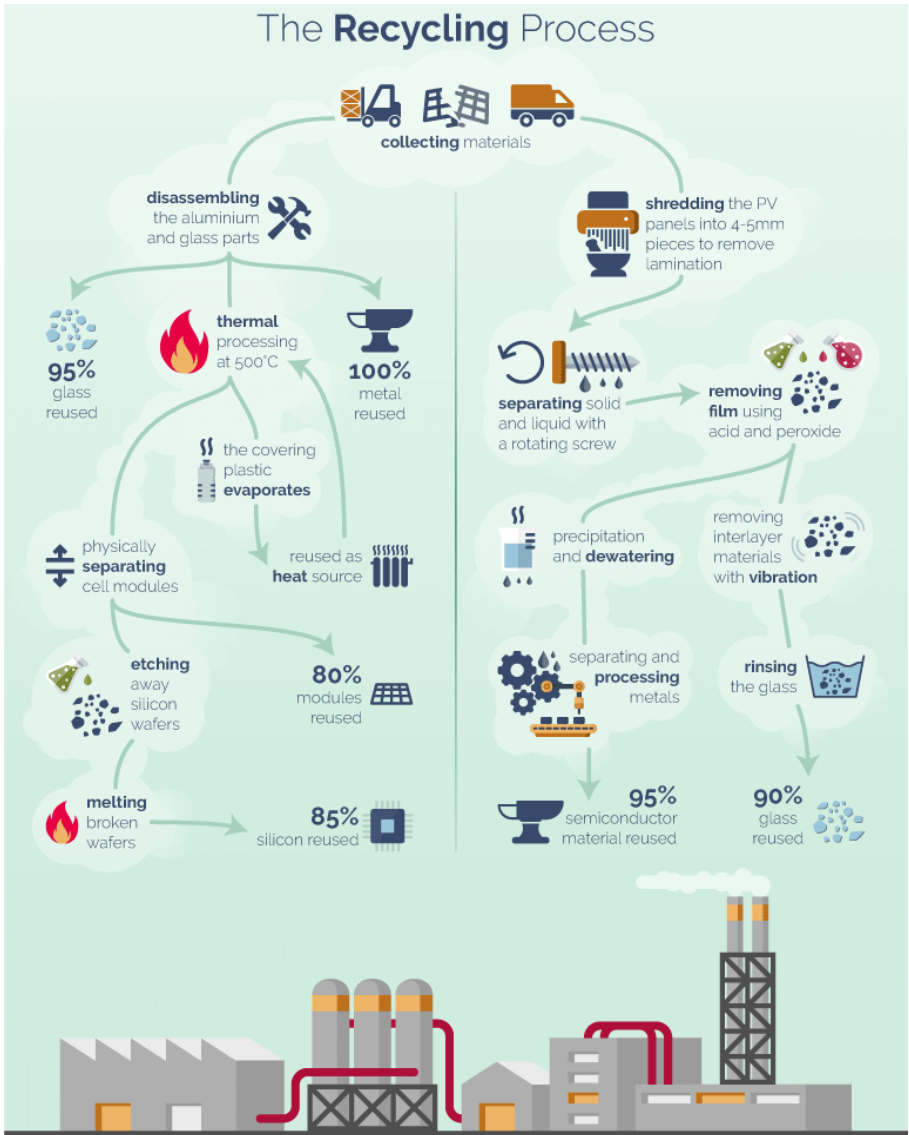 The Recycling Process
collecting materials
disassembling
the aluminium
and glass parts
95%
glass
reused
thermal
processing
at 500°C
100%
metal
reused
the covering
plastic
evaporates
reused as
heat source
physically
separating
cell modules
80%
modules
reused
etching
away
silicon
wafers
melting
broken
wafers
85%
silicon reused
shredding the PV
panels into 4-5mm
pieces to remove
lamination
separating solid
and liquid with
a rotating screw
removing
film using
acid and peroxide
precipitation
and dewatering
removing
interlayer
materials
with vibration
separating and
processing
metals
rinsing
the glass
95%
semiconductor
material reused
90%
glass
reused